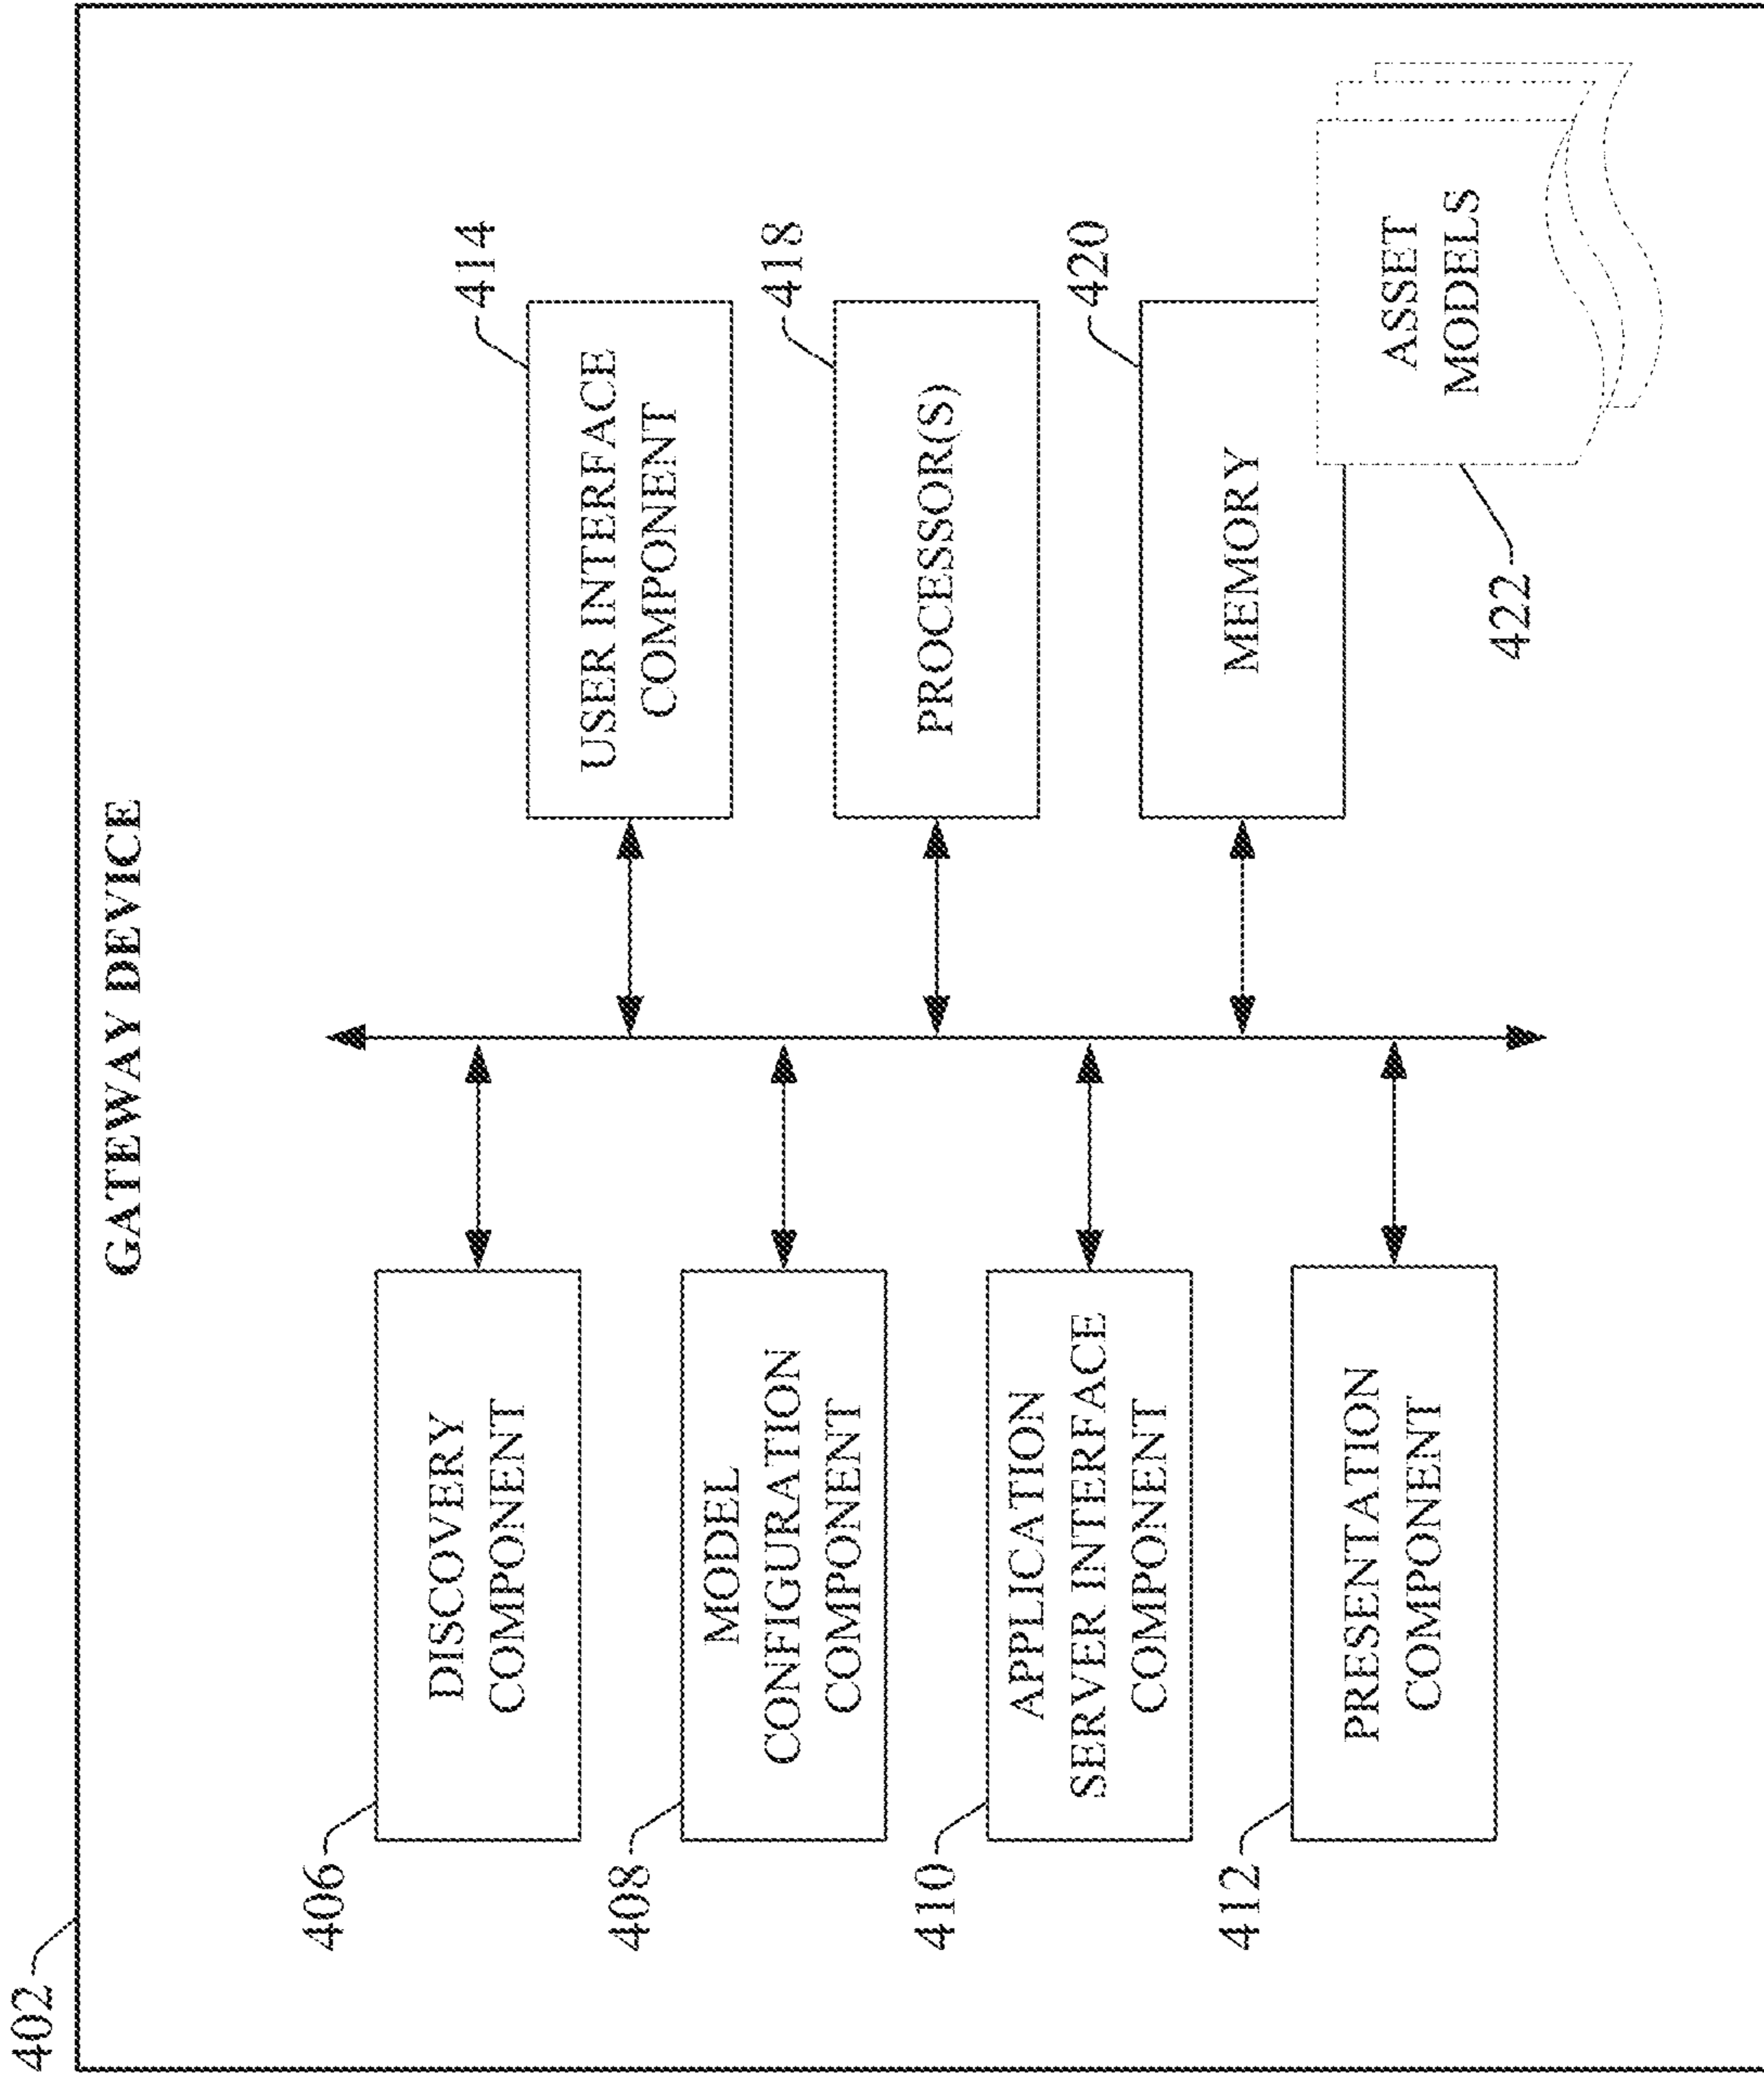 402
GATEWAY DEVICE
406
DISCOVERY
COMPONENT
408
MODEL
CONFIGURATION
COMPONENT
410
APPLICATION
SERVER INTERFACE
COMPONENT
412
PRESENTATION
COMPONENT
414
USER INTERFACE
COMPONENT
418
PROCESSOR(S)
420
MEMORY
ASSET
MODELS
422